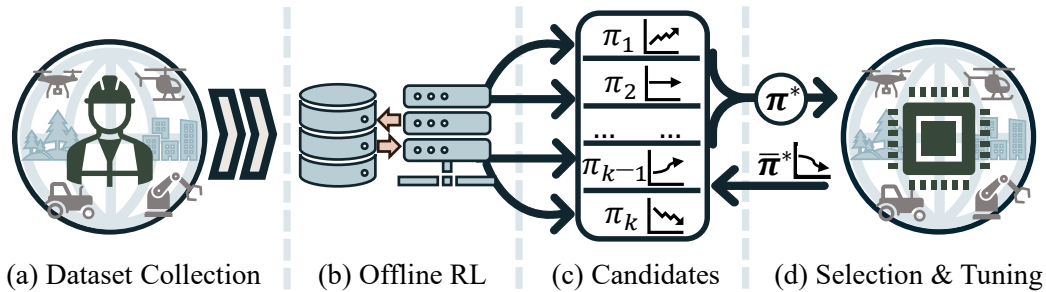 π₁
π₂
... ...
πₖ₋₁
πₖ
π*
π̅*
(a) Dataset Collection
(b) Offline RL
(c) Candidates
(d) Selection & Tuning